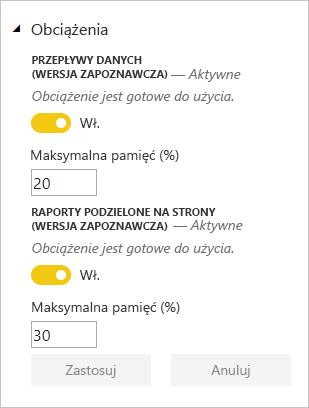 Obciążenia
PRZEPŁYWY DANYCH
(WERSJA ZAPOZNAWCZA) — Aktywne
Obciążenie jest gotowe do użycia.
Wł.
Maksymalna pamięć (%)
20
RAPORTY PODZIELONE NA STRONY
(WERSJA ZAPOZNAWCZA) — Aktywne
Obciążenie jest gotowe do użycia.
Wł.
Maksymalna pamięć (%)
30
Zastosuj Anuluj